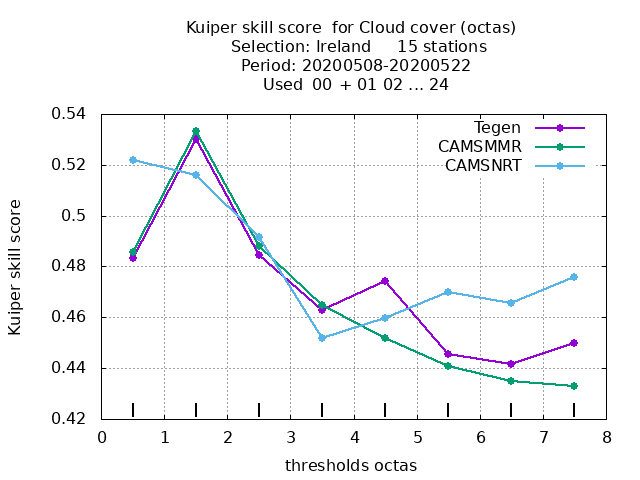 Kuiper skill score  for Cloud cover (octas)
Selection: Ireland     15 stations
Period: 20200508-20200522
Used  00 + 01 02 ... 24
Tegen
CAMSMMR
CAMSNRT
0.54
0.52
0.5
0.48
0.46
0.44
0.42
Kuiper skill score
0 1 2 3 4 5 6 7 8
thresholds octas